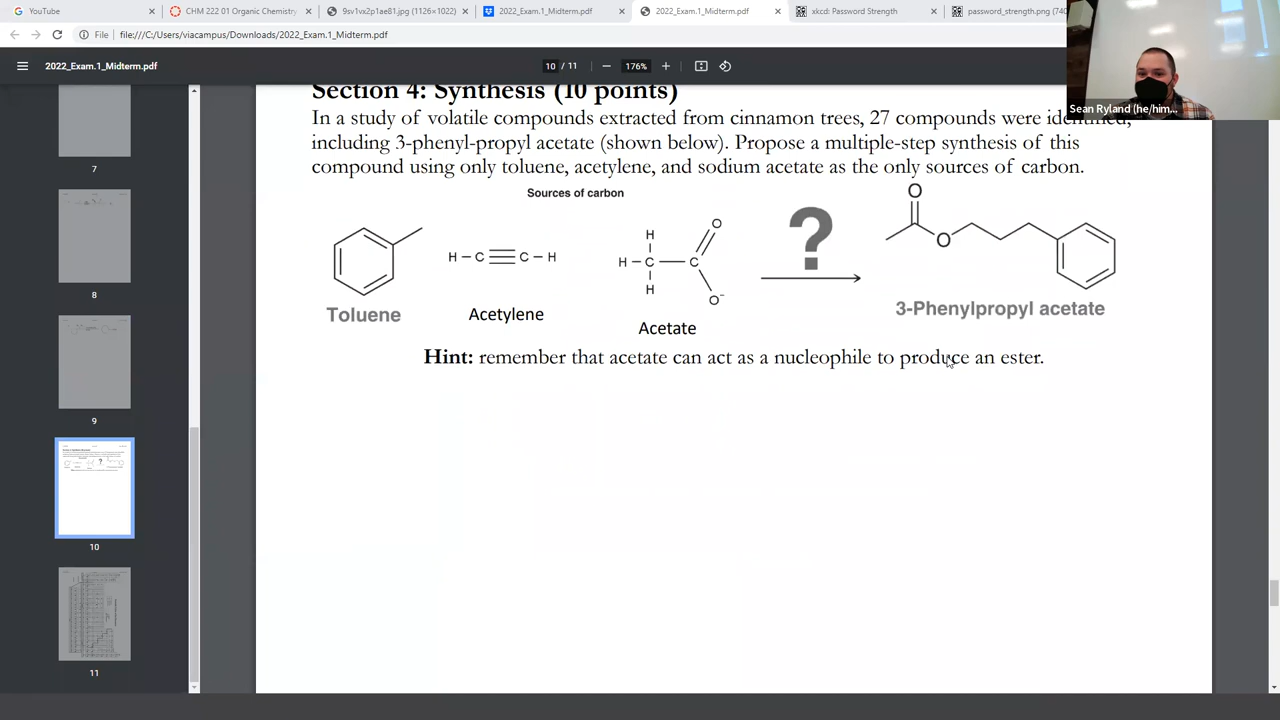 YouTube
CHM 222 01 Organic Chemistry
9sv1vx2p1ae81.jpg (1126×1022)
2022_Exam.1_Midterm.pdf
2022_Exam.1_Midterm.pdf
xkcd: Password Strength
password_strength.png (740
File
file:///C:/Users/viacampus/Downloads/2022_Exam.1_Midterm.pdf
2022_Exam.1_Midterm.pdf
10 / 11
176%
Sean Ryland (he/him...
Section 4: Synthesis (10 points)
In a study of volatile compounds extracted from cinnamon trees, 27 compounds were identified,
including 3-phenyl-propyl acetate (shown below). Propose a multiple-step synthesis of this
compound using only toluene, acetylene, and sodium acetate as the only sources of carbon.
Sources of carbon
H – C ≡ C – H
H
H – C – C
H
O
O⁻
?
O
O
Toluene
Acetylene
Acetate
3-Phenylpropyl acetate
Hint: remember that acetate can act as a nucleophile to produce an ester.
7
8
9
10
11